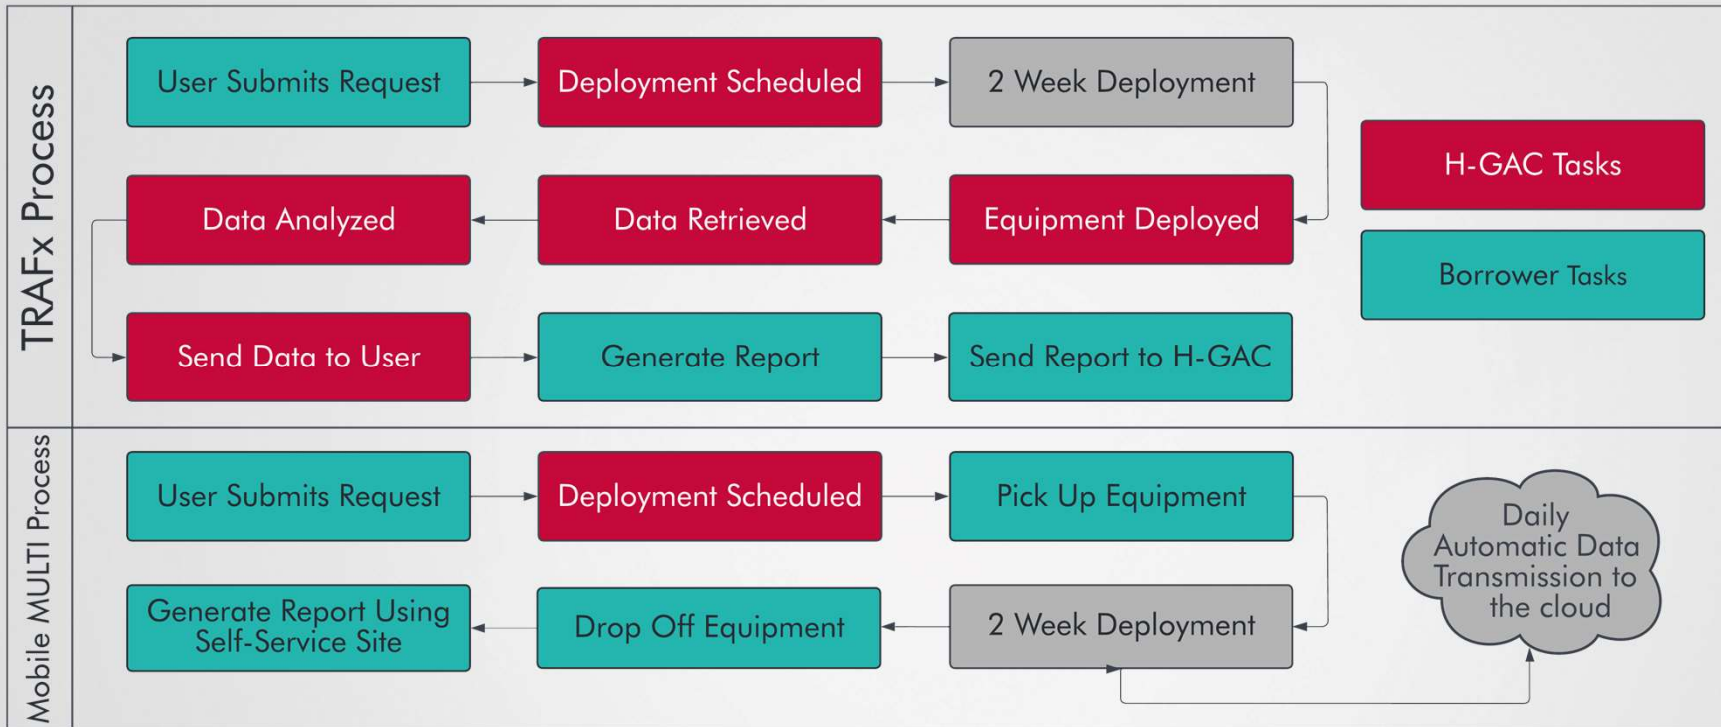 TRAFx Process
User Submits Request
Deployment Scheduled
2 Week Deployment
Equipment Deployed
Data Retrieved
Data Analyzed
Send Data to User
Generate Report
Send Report to H-GAC
H-GAC Tasks
Borrower Tasks
Mobile MULTI Process
User Submits Request
Deployment Scheduled
Pick Up Equipment
2 Week Deployment
Drop Off Equipment
Generate Report Using
Self-Service Site
Daily
Automatic Data
Transmission to
the cloud